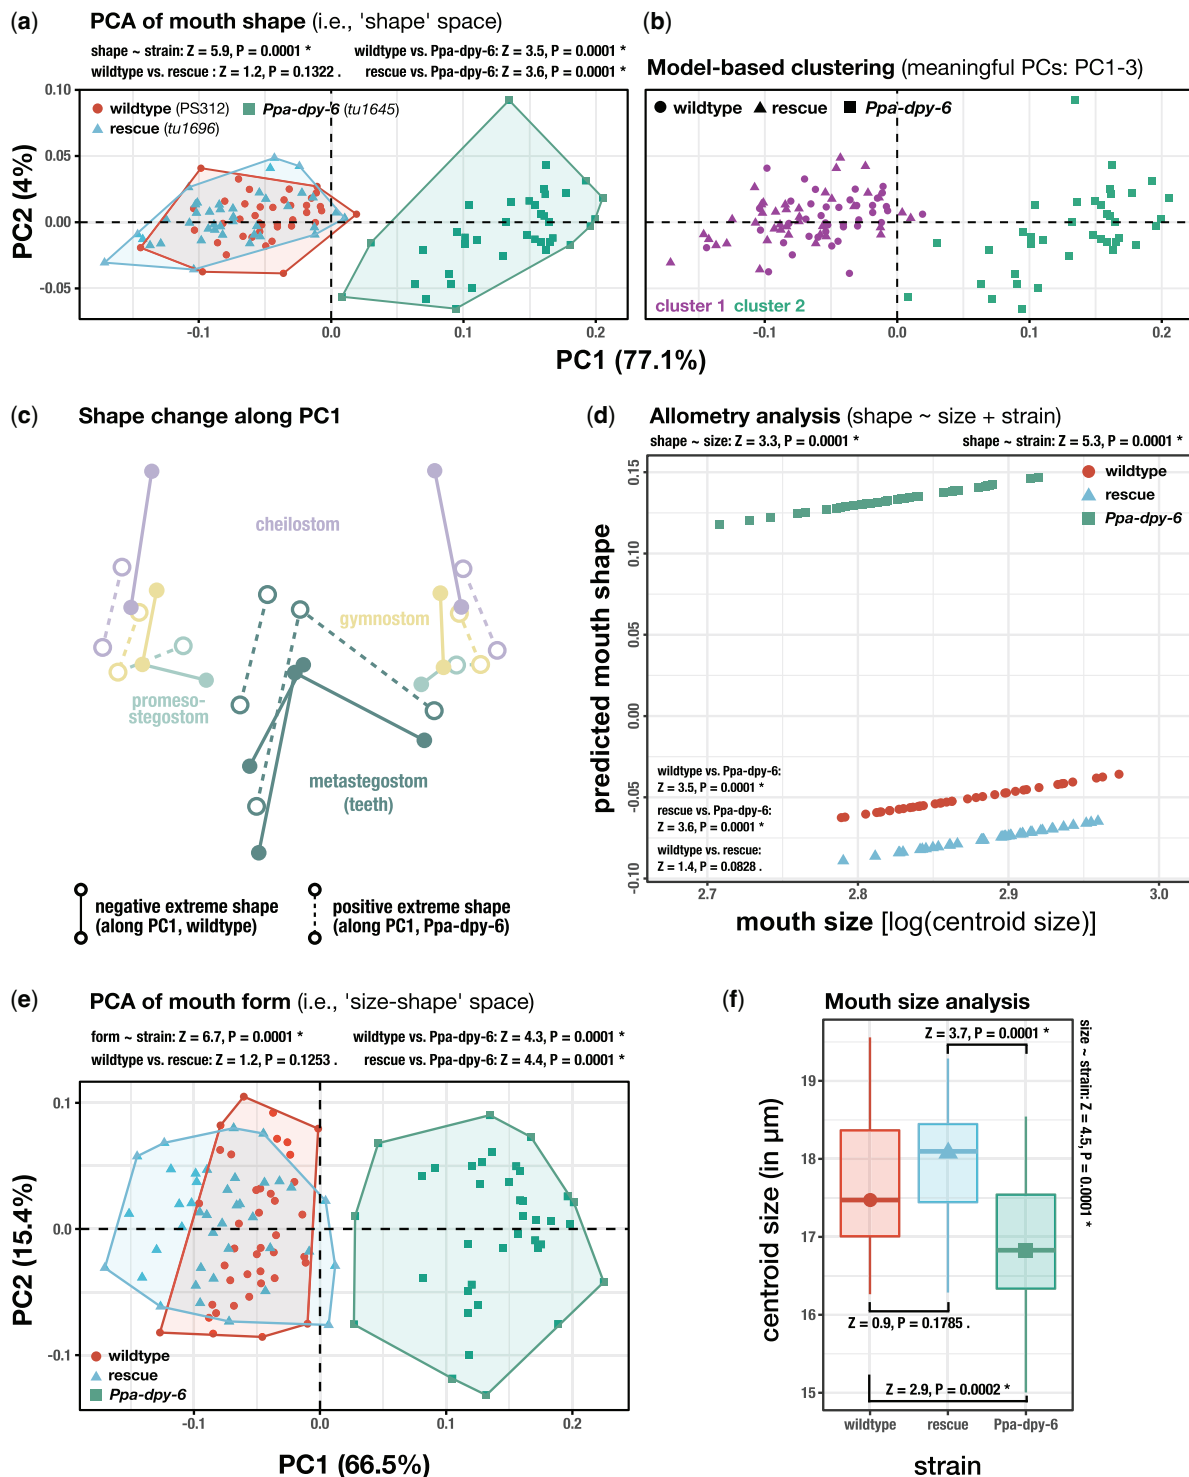 (a) PCA of mouth shape (i.e., 'shape' space)
shape ~ strain: Z = 5.9, P = 0.0001 *
wildtype vs. Ppa-dpy-6: Z = 3.5, P = 0.0001 *
wildtype vs. rescue : Z = 1.2, P = 0.1322 .
rescue vs. Ppa-dpy-6: Z = 3.6, P = 0.0001 *
wildtype (PS312)
Ppa-dpy-6 (tu1645)
rescue (tu1696)
PC2 (4%)
0.10
0.05
0.00
-0.05
-0.1
0.0
0.1
0.2
(b)
Model-based clustering (meaningful PCs: PC1-3)
wildtype
rescue
Ppa-dpy-6
cluster 1
cluster 2
-0.1
0.0
0.1
0.2
PC1 (77.1%)
(c) Shape change along PC1
cheilostom
gymnostom
promeso-
stegostom
metastegostom
(teeth)
negative extreme shape
(along PC1, wildtype)
positive extreme shape
(along PC1, Ppa-dpy-6)
(d) Allometry analysis (shape ~ size + strain)
shape ~ size: Z = 3.3, P = 0.0001 *
shape ~ strain: Z = 5.3, P = 0.0001 *
wildtype
rescue
Ppa-dpy-6
predicted mouth shape
0.15
0.10
0.05
0.00
-0.05
-0.10
wildtype vs. Ppa-dpy-6:
Z = 3.5, P = 0.0001 *
rescue vs. Ppa-dpy-6:
Z = 3.6, P = 0.0001 *
wildtype vs. rescue:
Z = 1.4, P = 0.0828 .
2.7
2.8
2.9
3.0
mouth size [log(centroid size)]
(e) PCA of mouth form (i.e., 'size-shape' space)
form ~ strain: Z = 6.7, P = 0.0001 *
wildtype vs. Ppa-dpy-6: Z = 4.3, P = 0.0001 *
wildtype vs. rescue: Z = 1.2, P = 0.1253 .
rescue vs. Ppa-dpy-6: Z = 4.4, P = 0.0001 *
PC2 (15.4%)
0.1
0.0
-0.1
wildtype
rescue
Ppa-dpy-6
-0.1
0.0
0.1
0.2
PC1 (66.5%)
(f) Mouth size analysis
Z = 3.7, P = 0.0001 *
size ~ strain: Z = 4.5, P = 0.0001 *
centroid size (in µm)
19
18
17
16
15
Z = 0.9, P = 0.1785 .
Z = 2.9, P = 0.0002 *
wildtype
rescue
Ppa-dpy-6
strain